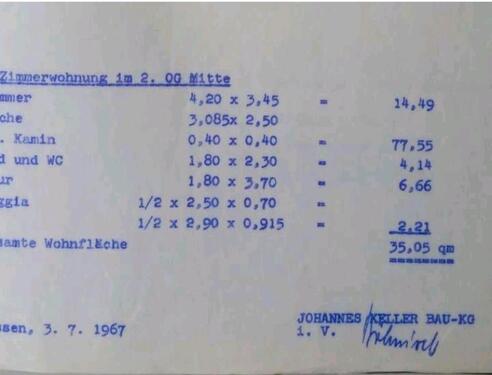 Zimmerwohnung im 2. OG Mitte
mmer 4,20 x 3,45 = 14,49
che 3,085x 2,50
. Kamin 0,40 x 0,40 = 77,55
d und WC 1,80 x 2,30 = 4,14
ur 1,80 x 3,70 = 6,66
ggia 1/2 x 2,50 x 0,70 =
1/2 x 2,90 x 0,915 = 2,21
samte Wohnfläche 35,05 qm
ssen, 3. 7. 1967 JOHANNES KELLER BAU-KG
i. V.